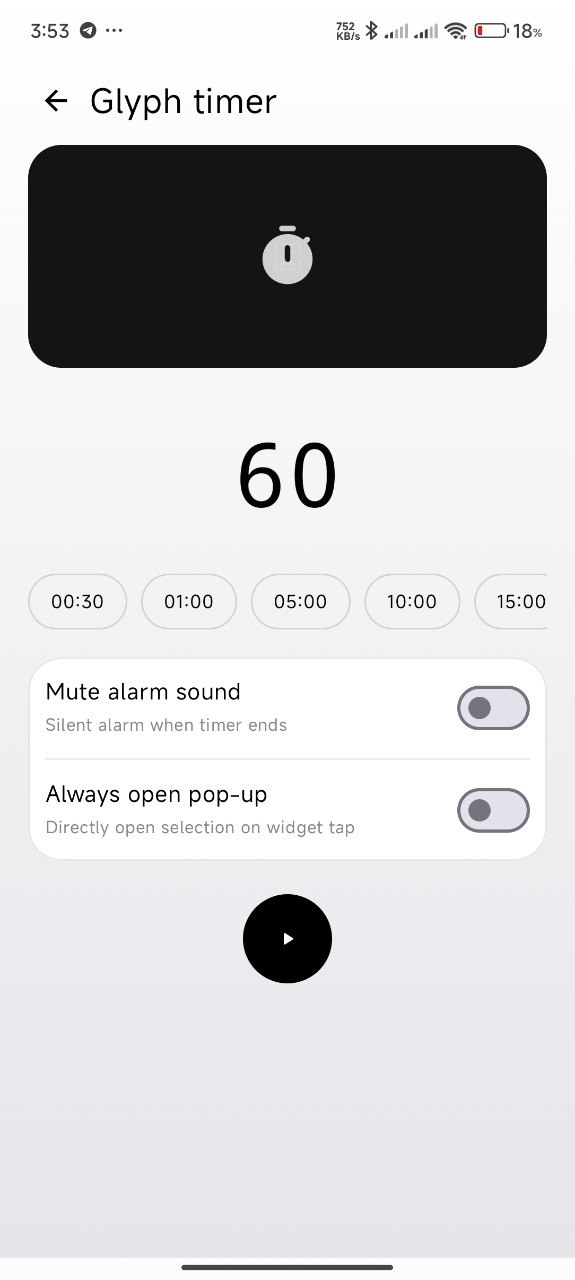 3:53 ... 752 KB/s 18%
Glyph timer
60
00:30 01:00 05:00 10:00 15:00
Mute alarm sound
Silent alarm when timer ends
Always open pop-up
Directly open selection on widget tap